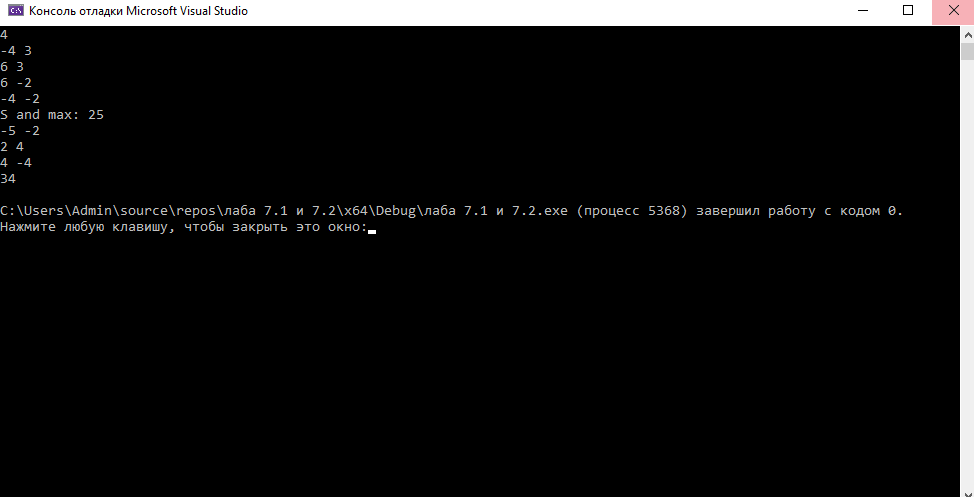 Консоль отладки Microsoft Visual Studio
4
-4 3
6 3
6 -2
-4 -2
S and max: 25
-5 -2
2 4
4 -4
34
C:\Users\Admin\source\repos\лаба 7.1 и 7.2\x64\Debug\лаба 7.1 и 7.2.exe (процесс 5368) завершил работу с кодом 0.
Нажмите любую клавишу, чтобы закрыть это окно: